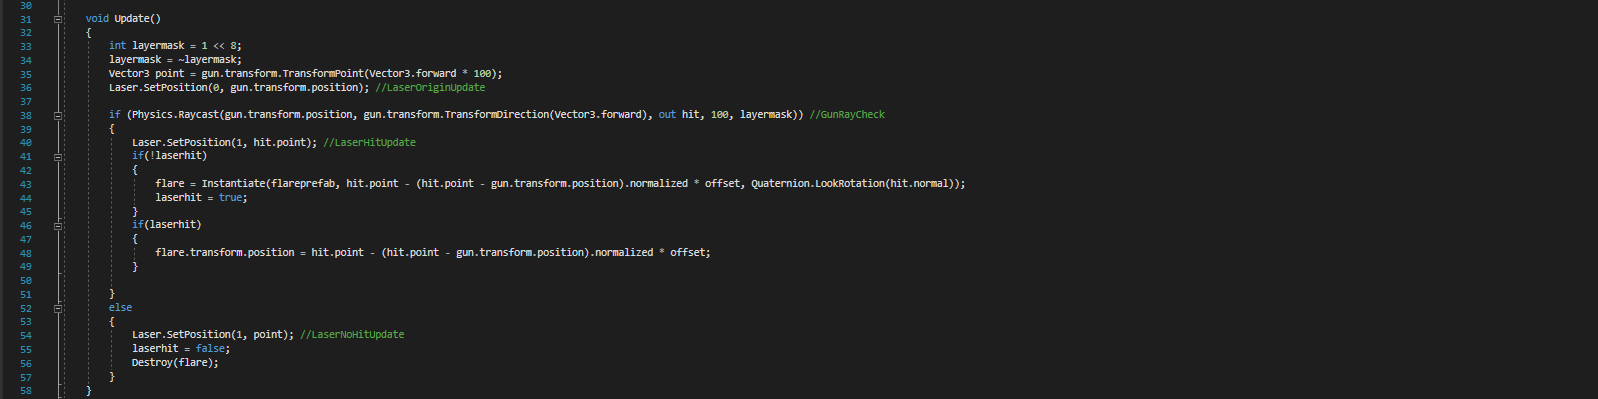 30
31 void Update()
32 {
33 int layermask = 1 << 8;
34 layermask = ~layermask;
35 Vector3 point = gun.transform.TransformPoint(Vector3.forward * 100);
36 Laser.SetPosition(0, gun.transform.position); //LaserOriginUpdate
37
38 if (Physics.Raycast(gun.transform.position, gun.transform.TransformDirection(Vector3.forward), out hit, 100, layermask)) //GunRayCheck
39 {
40 Laser.SetPosition(1, hit.point); //LaserHitUpdate
41 if(!laserhit)
42 {
43 flare = Instantiate(flareprefab, hit.point - (hit.point - gun.transform.position).normalized * offset, Quaternion.LookRotation(hit.normal));
44 laserhit = true;
45 }
46 if(laserhit)
47 {
48 flare.transform.position = hit.point - (hit.point - gun.transform.position).normalized * offset;
49 }
50
51 }
52 else
53 {
54 Laser.SetPosition(1, point); //LaserNoHitUpdate
55 laserhit = false;
56 Destroy(flare);
57 }
58 }